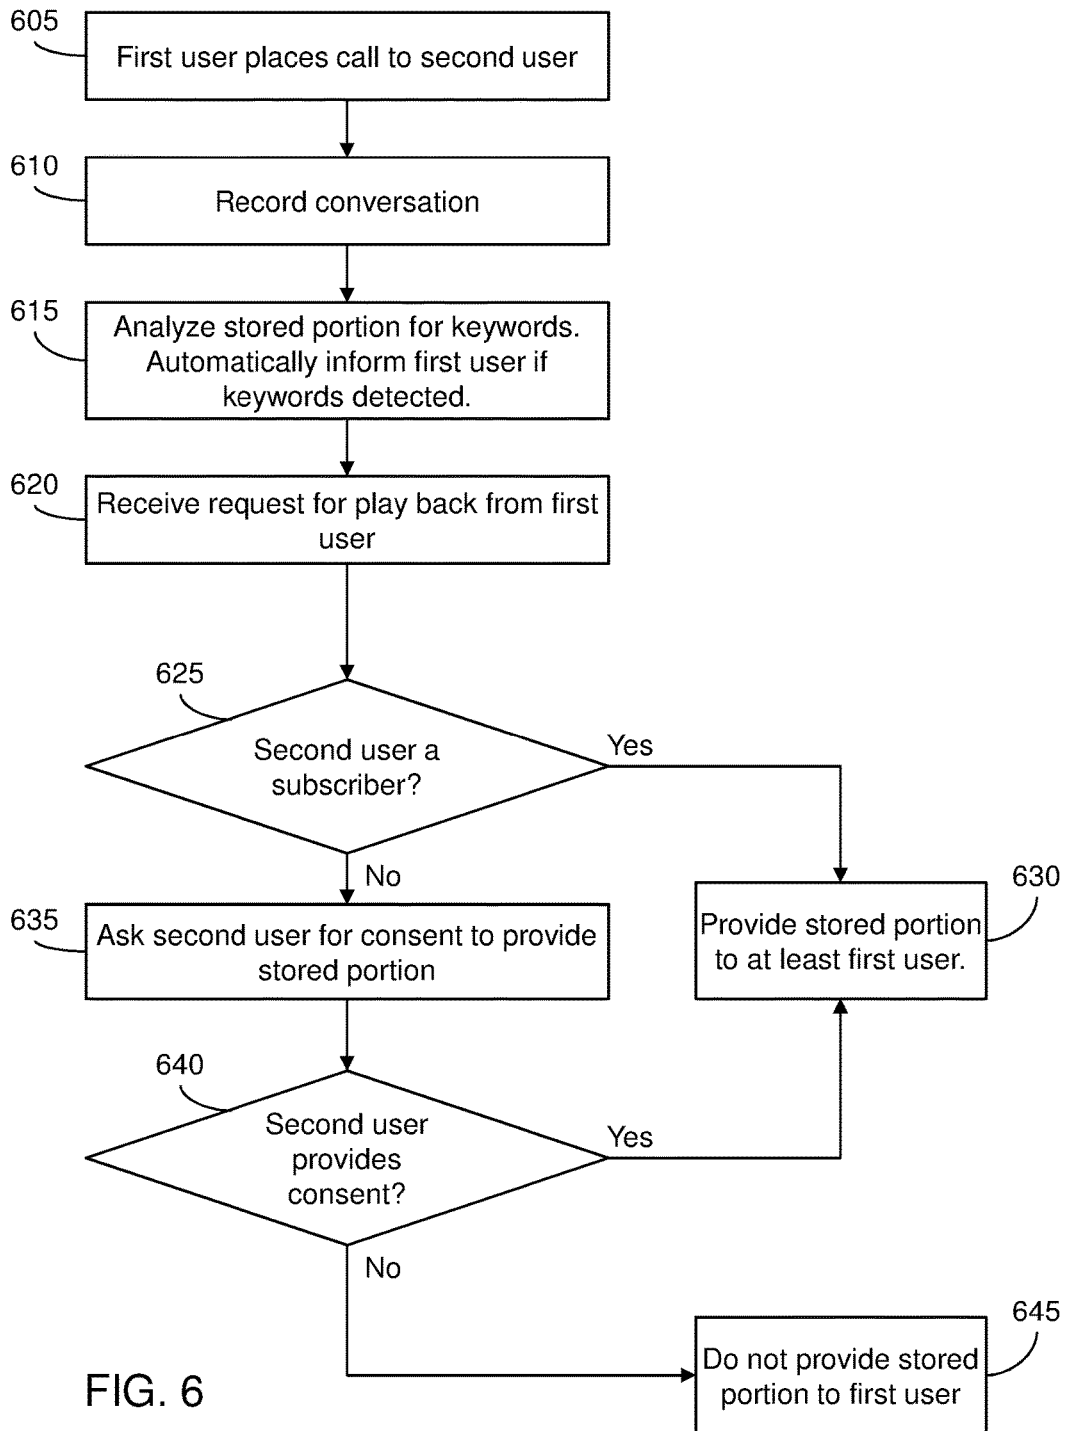 605
First user places call to second user
610
Record conversation
615
Analyze stored portion for keywords.
Automatically inform first user if
keywords detected.
620
Receive request for play back from first
user
625
Second user a
subscriber?
Yes
No
630
Provide stored portion
to at least first user.
635
Ask second user for consent to provide
stored portion
640
Second user
provides
consent?
Yes
No
645
Do not provide stored
portion to first user
FIG. 6